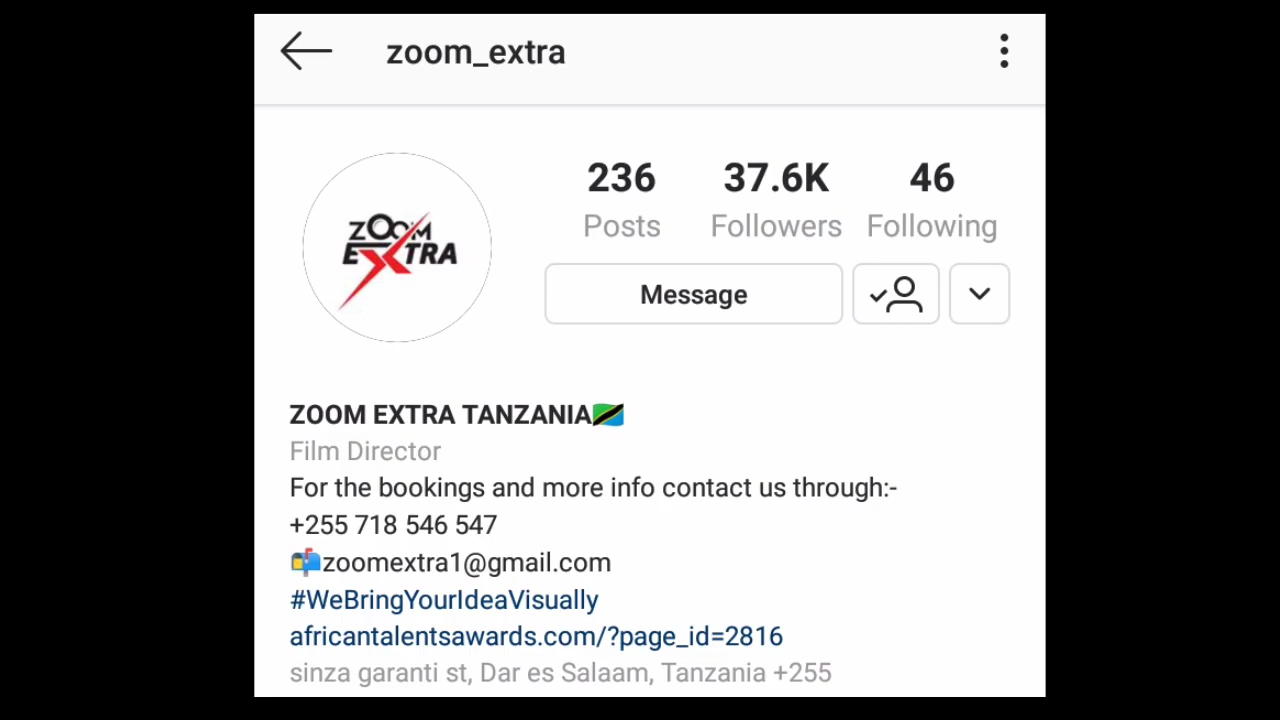 zoom_extra
236 37.6K 46
Posts Followers Following
ZOOM
EXTRA
Message
ZOOM EXTRA TANZANIA🇹🇿
Film Director
For the bookings and more info contact us through:-
+255 718 546 547
📬zoomextra1@gmail.com
#WeBringYourIdeaVisually
africantalentsawards.com/?page_id=2816
sinza garanti st, Dar es Salaam, Tanzania +255